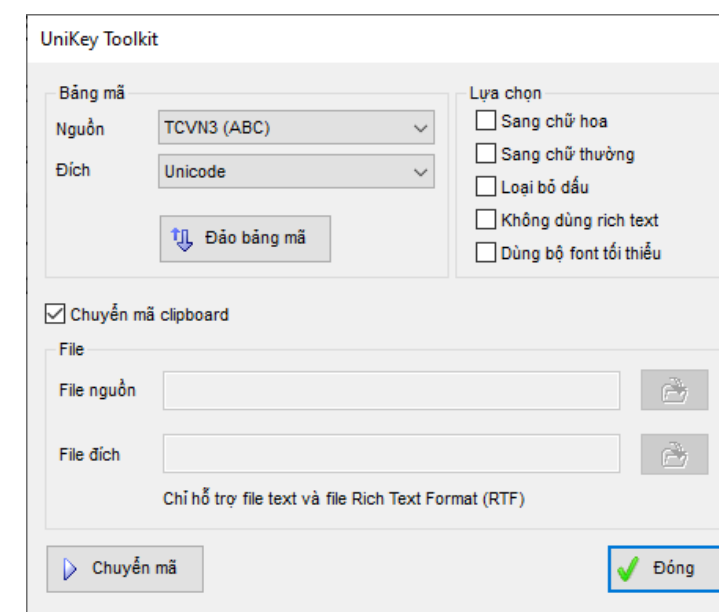 UniKey Toolkit
Bảng mã
Nguồn
TCVN3 (ABC)
Đích
Unicode
Đảo bảng mã
Lựa chọn
Sang chữ hoa
Sang chữ thường
Loại bỏ dấu
Không dùng rich text
Dùng bộ font tối thiểu
Chuyển mã clipboard
File
File nguồn
File đích
Chỉ hỗ trợ file text và file Rich Text Format (RTF)
Chuyển mã
Đóng